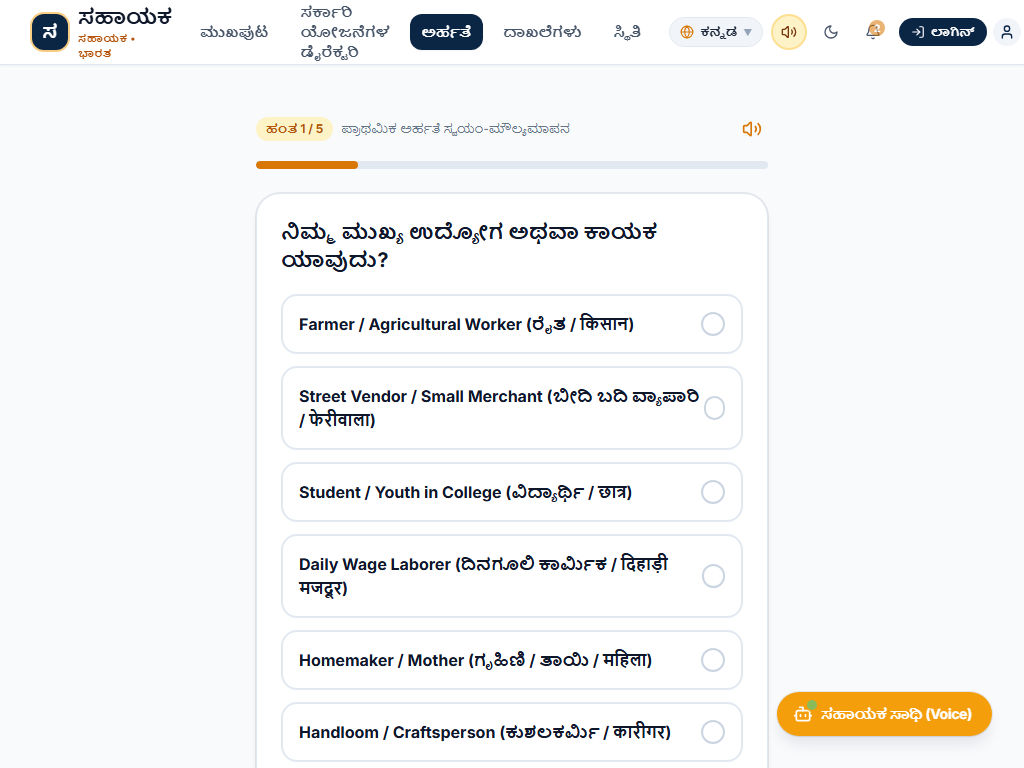 ಸ
ಸಹಾಯಕ
ಸಹಾಯಕ •
ಭಾರತ
ಮುಖಪುಟ
ಸರ್ಕಾರಿ
ಯೋಜನೆಗಳ
ಡೈರೆಕ್ಟರಿ
ಅರ್ಹತೆ
ದಾಖಲೆಗಳು
ಸ್ಥಿತಿ
ಕನ್ನಡ ▼
ಲಾಗಿನ್
ಹಂತ 1 / 5
ಪ್ರಾಥಮಿಕ ಅರ್ಹತೆ ಸ್ವಯಂ-ಮೌಲ್ಯಮಾಪನ
ನಿಮ್ಮ ಮುಖ್ಯ ಉದ್ಯೋಗ ಅಥವಾ ಕಾಯಕ
ಯಾವುದು?
Farmer / Agricultural Worker (ರೈತ / किसान)
Street Vendor / Small Merchant (ಬೀದಿ ಬದಿ ವ್ಯಾಪಾರಿ
/ फेरीवाला)
Student / Youth in College (ವಿದ್ಯಾರ್ಥಿ / छात्र)
Daily Wage Laborer (ದಿನಗೂಲಿ ಕಾರ್ಮಿಕ / दिहाड़ी
मजदूर)
Homemaker / Mother (ಗೃಹಿಣಿ / ತಾಯಿ / महिला)
Handloom / Craftsperson (ಕುಶಲಕರ್ಮಿ / कारीगर)
ಸಹಾಯಕ ಸಾಥಿ (Voice)